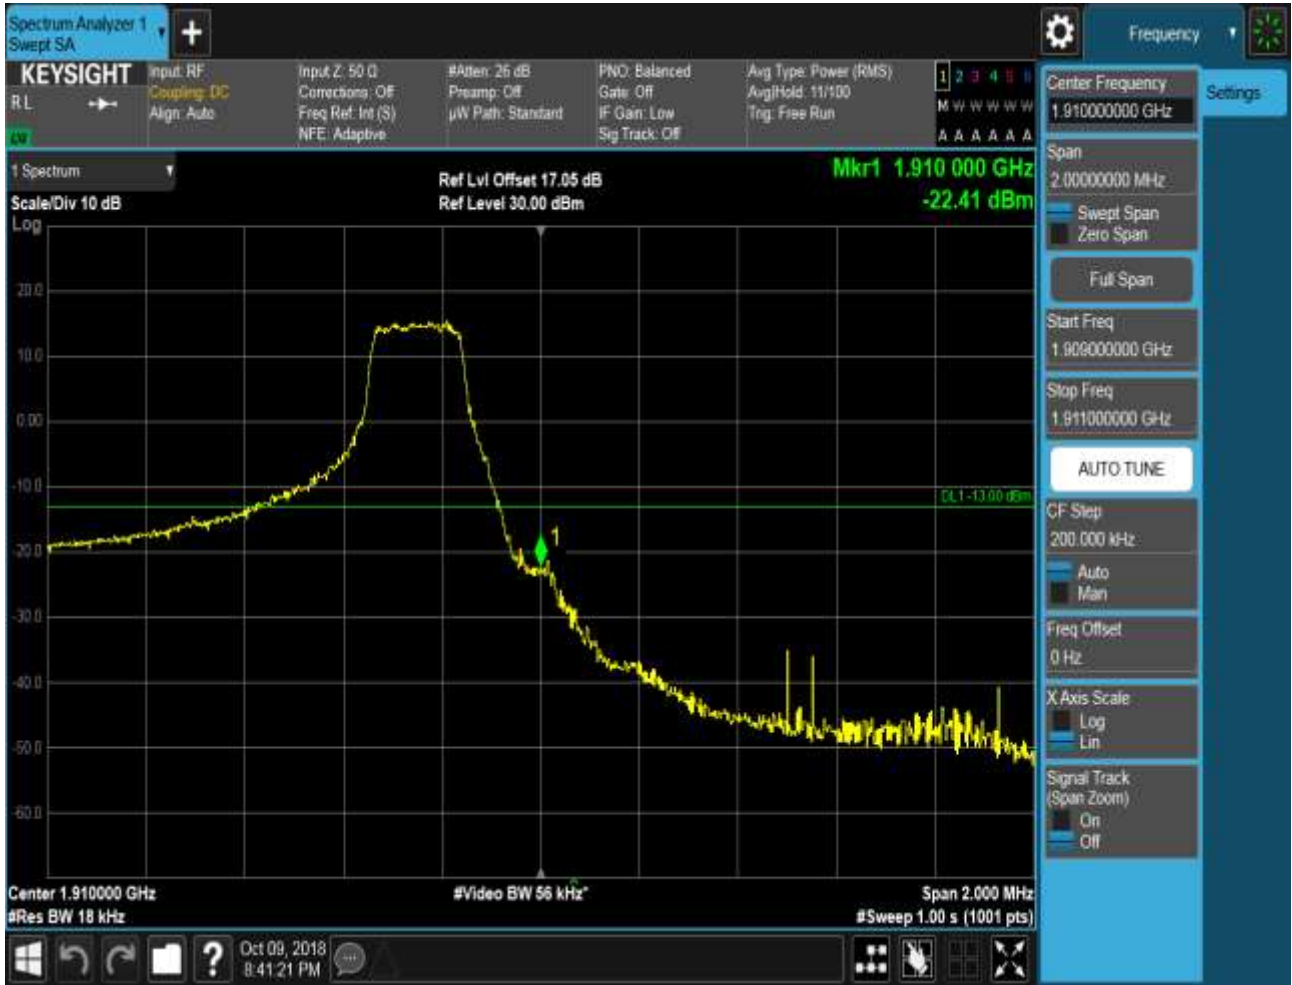 Spectrum Analyzer 1
Swept SA
Frequency
KEYSIGHT
RL
Input: RF
Coupling: DC
Align: Auto
Input Z: 50 Ω
Corrections: Off
Freq Ref: Int (S)
NFE: Adaptive
#Atten: 26 dB
Preamp: Off
µW Path: Standard
PNO: Balanced
Gate: Off
IF Gain: Low
Sig Track: Off
Avg Type: Power (RMS)
Avg|Hold: 11/100
Trig: Free Run
1 2 3 4 5 6
M W W W W W
A A A A A A
1 Spectrum
Scale/Div 10 dB
Log
Ref Lvl Offset 17.05 dB
Ref Level 30.00 dBm
Mkr1 1.910 000 GHz
-22.41 dBm
20.0
10.0
0.00
-10.0
-20.0
-30.0
-40.0
-50.0
-60.0
DL1 -13.00 dBm
1
Center 1.910000 GHz
#Res BW 18 kHz
#Video BW 56 kHz*
Span 2.000 MHz
#Sweep 1.00 s (1001 pts)
Center Frequency
1.910000000 GHz
Settings
Span
2.00000000 MHz
Swept Span
Zero Span
Full Span
Start Freq
1.909000000 GHz
Stop Freq
1.911000000 GHz
AUTO TUNE
CF Step
200.000 kHz
Auto
Man
Freq Offset
0 Hz
X Axis Scale
Log
Lin
Signal Track
(Span Zoom)
On
Off
?
Oct 09, 2018
8:41:21 PM